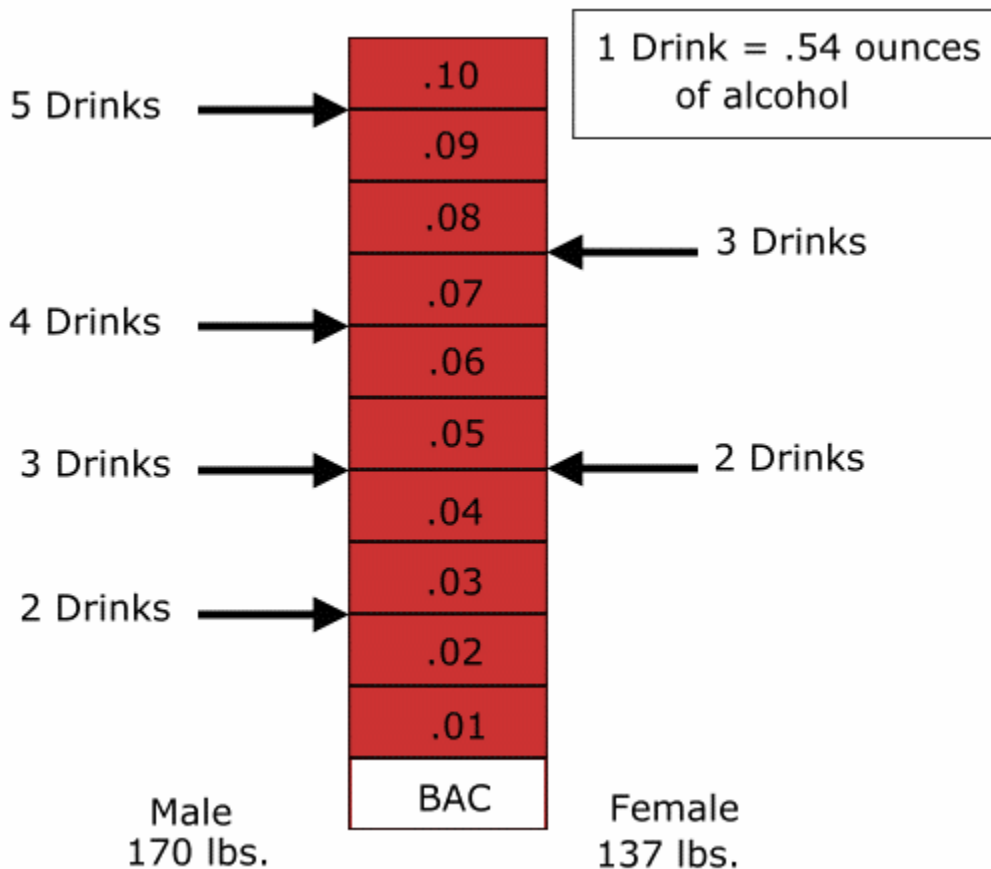 1 Drink = .54 ounces
of alcohol
.10
5 Drinks
.09
.08
3 Drinks
.07
4 Drinks
.06
.05
3 Drinks
2 Drinks
.04
.03
2 Drinks
.02
.01
BAC
Male
170 lbs.
Female
137 lbs.